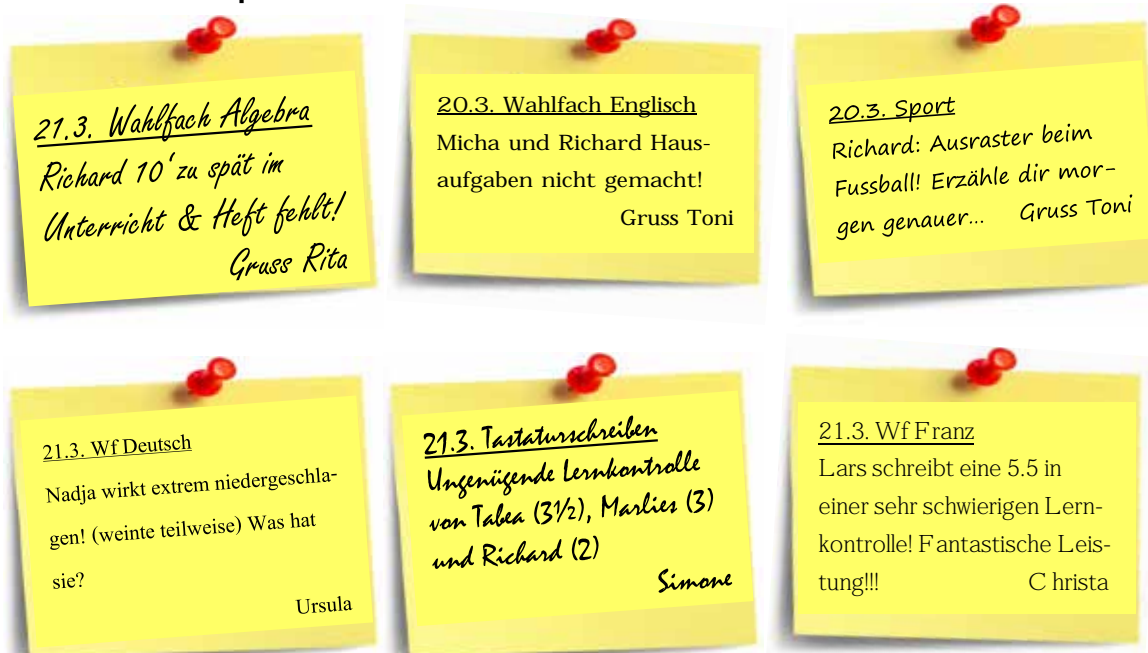 21.3. Wahlfach Algebra
Richard 10' zu spät im
Unterricht & Heft fehlt!
Gruss Rita
20.3. Wahlfach Englisch
Micha und Richard Haus-
aufgaben nicht gemacht!
Gruss Toni
20.3. Sport
Richard: Ausraster beim
Fussball! Erzähle dir mor-
gen genauer... Gruss Toni
21.3. Wf Deutsch
Nadja wirkt extrem niedergeschla-
gen! (weinte teilweise) Was hat
sie?
Ursula
21.3. Tastaturschreiben
Ungenügende Lernkontrolle
von Tabea (3½), Marlies (3)
und Richard (2)
Simone
21.3. Wf Franz
Lars schreibt eine 5.5 in
einer sehr schwierigen Lern-
kontrolle! Fantastische Leis-
tung!!! Christa